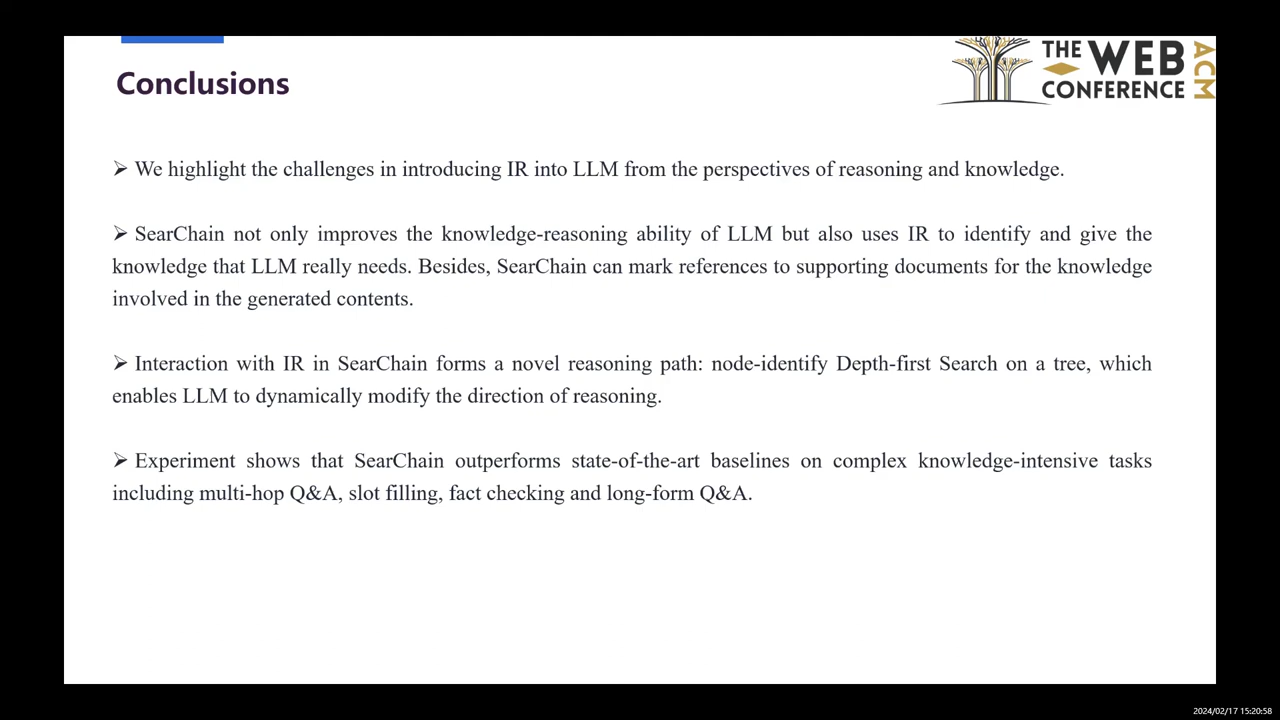 Conclusions
THE WEB
CONFERENCE
ACM
➢ We highlight the challenges in introducing IR into LLM from the perspectives of reasoning and knowledge.
➢ SearChain not only improves the knowledge-reasoning ability of LLM but also uses IR to identify and give the
knowledge that LLM really needs. Besides, SearChain can mark references to supporting documents for the knowledge
involved in the generated contents.
➢ Interaction with IR in SearChain forms a novel reasoning path: node-identify Depth-first Search on a tree, which
enables LLM to dynamically modify the direction of reasoning.
➢ Experiment shows that SearChain outperforms state-of-the-art baselines on complex knowledge-intensive tasks
including multi-hop Q&A, slot filling, fact checking and long-form Q&A.
2024/02/17 15:20:58